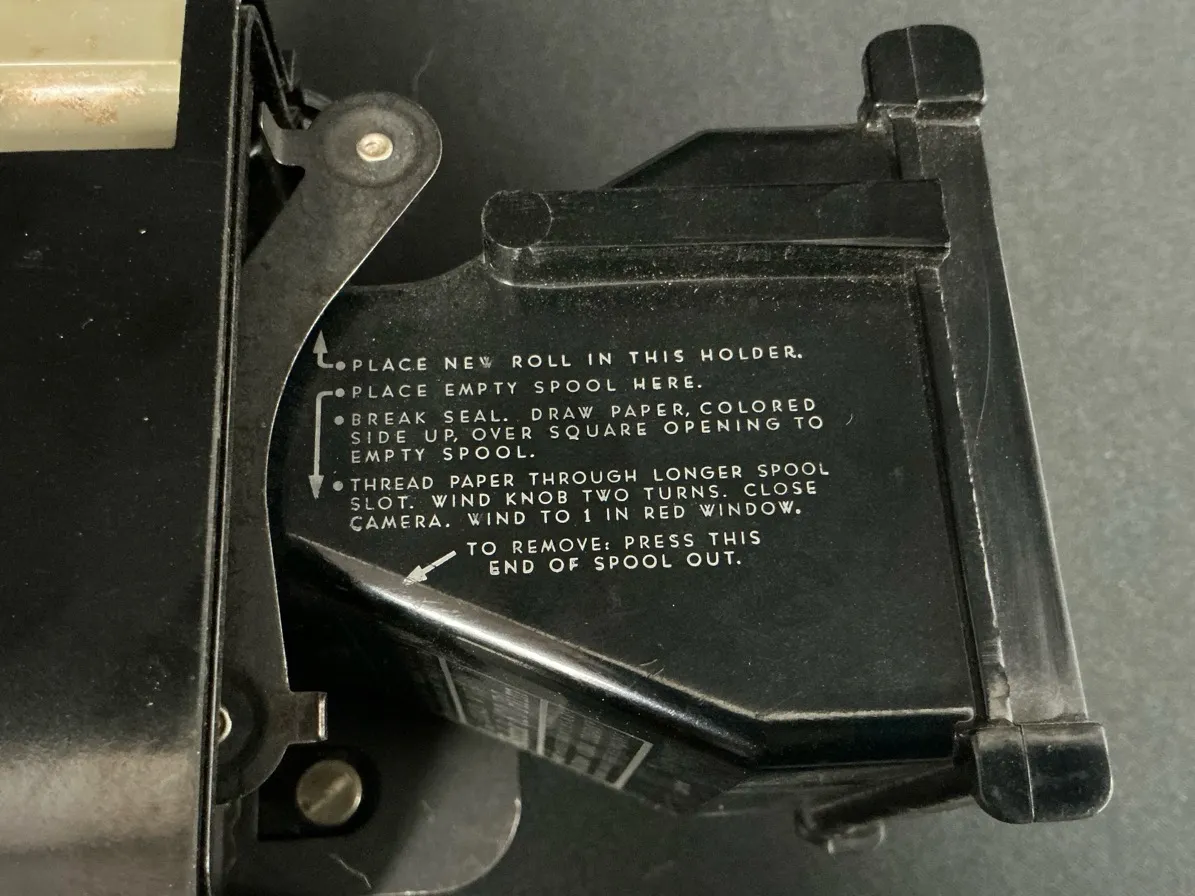 PLACE NEW ROLL IN THIS HOLDER.
PLACE EMPTY SPOOL HERE.
BREAK SEAL. DRAW PAPER, COLORED
SIDE UP, OVER SQUARE OPENING TO
EMPTY SPOOL.
THREAD PAPER THROUGH LONGER SPOOL
SLOT. WIND KNOB TWO TURNS. CLOSE
CAMERA. WIND TO 1 IN RED WINDOW.
TO REMOVE: PRESS THIS
END OF SPOOL OUT.